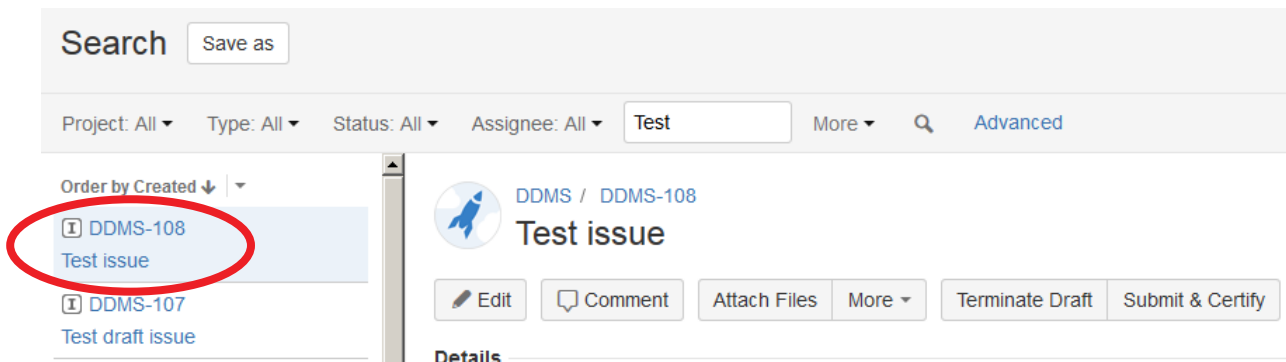 Search Save as
Project: All Type: All Status: All Assignee: All Test More Advanced
Order by Created
DDMS-108
Test issue
DDMS-107
Test draft issue
DDMS / DDMS-108
Test issue
Edit Comment Attach Files More Terminate Draft Submit & Certify
Details